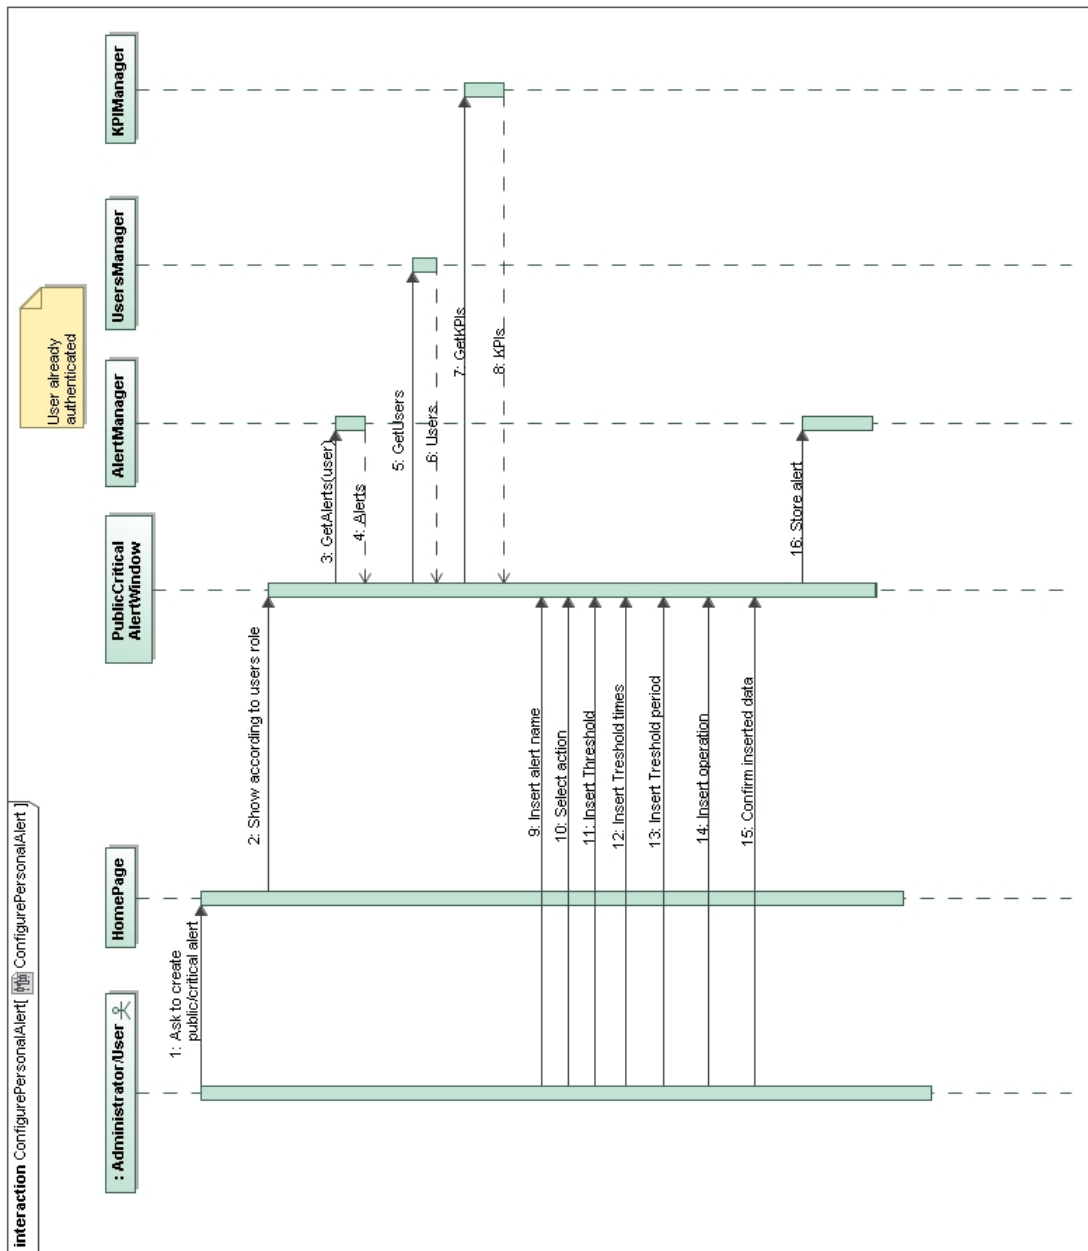 interaction ConfigurePersonalAlert[ ConfigurePersonalAlert ]
User already
authenticated
: Administrator/User
HomePage
PublicCritical
AlertWindow
AlertManager
UsersManager
KPIManager
1: Ask to create
public/critical alert
2: Show according to users role
3: GetAlerts(user)
4: Alerts
5: GetUsers
6: Users
7: GetKPIs
8: KPIs
9: Insert alert name
10: Select action
11: Insert Threshold
12: Insert Treshold times
13: Insert Treshold period
14: Insert operation
15: Confirm inserted data
16: Store alert